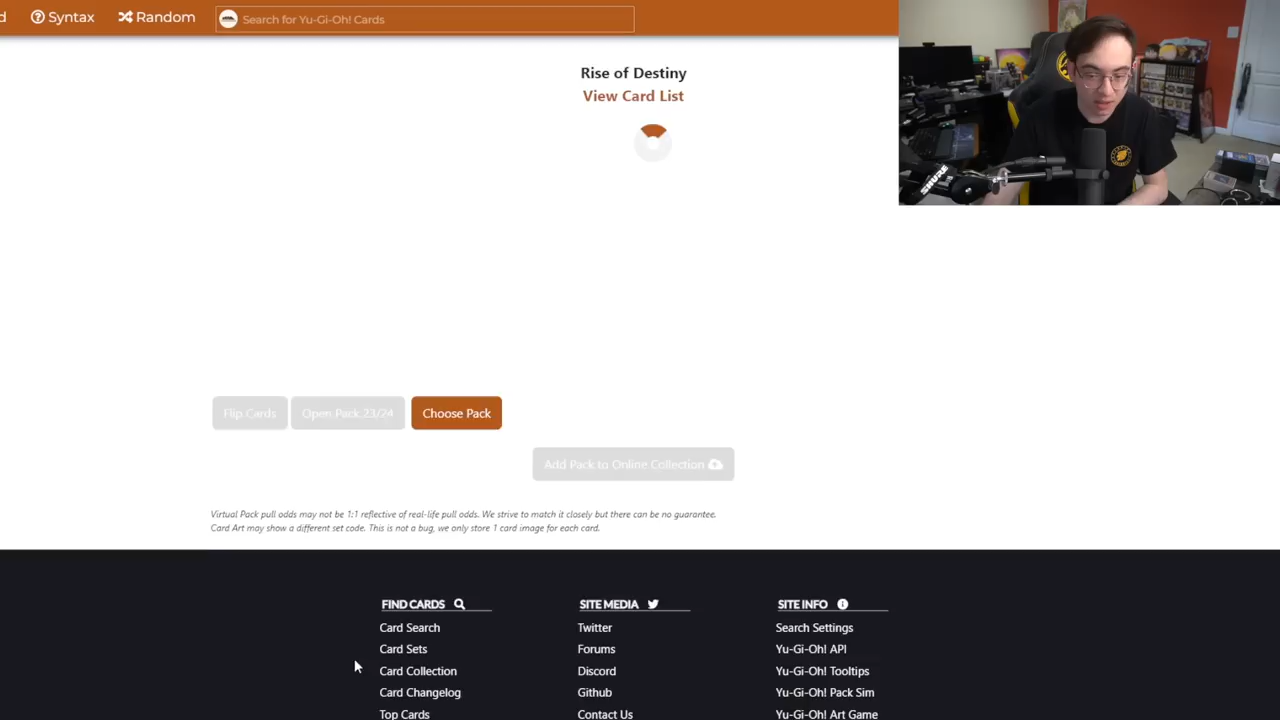 d Syntax Random Search for Yu-Gi-Oh! Cards
Rise of Destiny
View Card List
SHURE
Flip Cards Open Pack 23/24 Choose Pack
Add Pack to Online Collection
Virtual Pack pull odds may not be 1:1 reflective of real-life pull odds. We strive to match it closely but there can be no guarantee.
Card Art may show a different set code. This is not a bug, we only store 1 card image for each card.
FIND CARDS SITE MEDIA SITE INFO
Card Search Twitter Search Settings
Card Sets Forums Yu-Gi-Oh! API
Card Collection Discord Yu-Gi-Oh! Tooltips
Card Changelog Github Yu-Gi-Oh! Pack Sim
Top Cards Contact Us Yu-Gi-Oh! Art Game